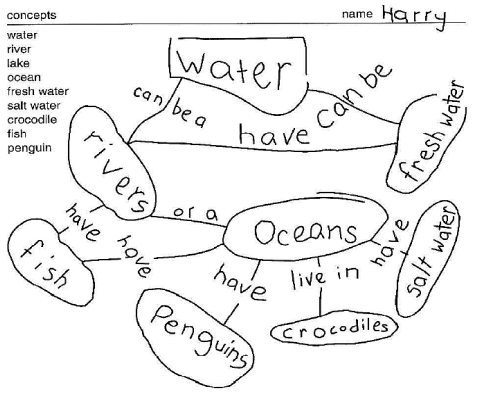 concepts
name Harry
water
river
lake
ocean
fresh water
salt water
crocodile
fish
penguin
water
can be a
can be
have
rivers
fresh water
or a
Oceans
have
have
fish
have
live in
have
salt water
Penguins
crocodiles